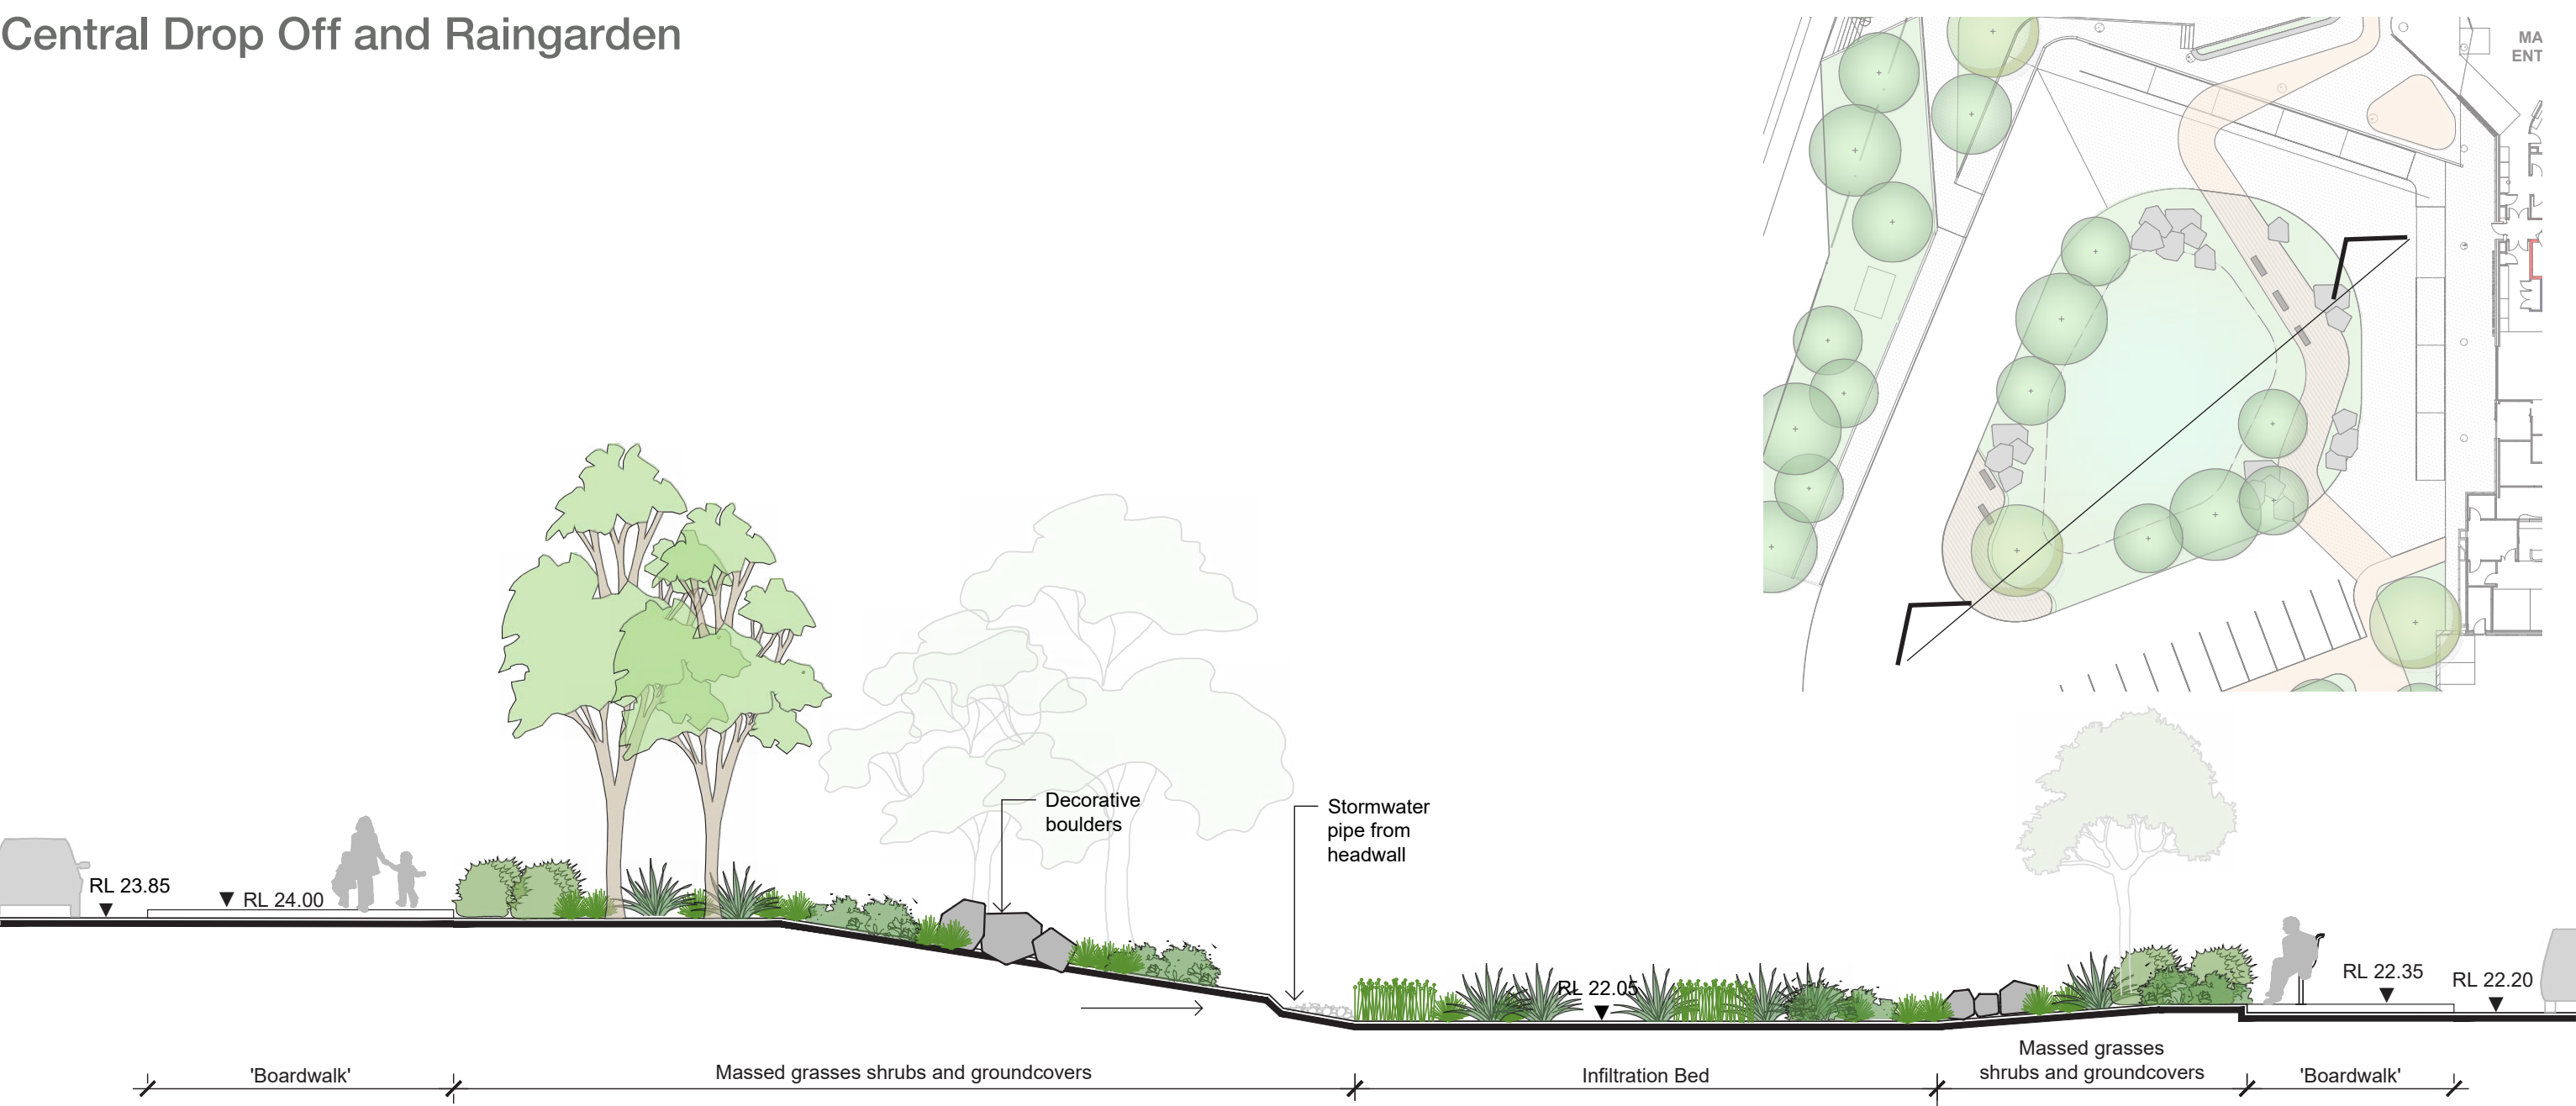 Central Drop Off and Raingarden
MA
ENT
Decorative
boulders
Stormwater
pipe from
headwall
RL 23.85
RL 24.00
RL 22.05
RL 22.35
RL 22.20
'Boardwalk'
Massed grasses shrubs and groundcovers
Infiltration Bed
Massed grasses
shrubs and groundcovers
'Boardwalk'